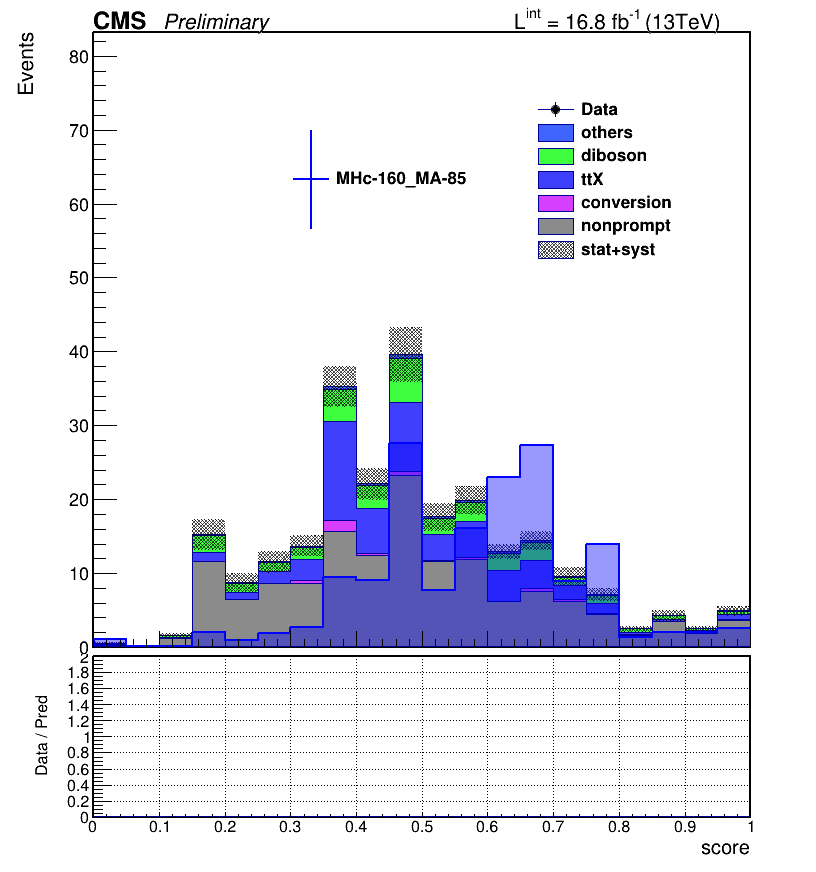 CMS Preliminary L^int = 16.8 fb^-1 (13TeV)
Events
80
70
60
50
40
30
20
10
0
Data
others
diboson
ttX
conversion
nonprompt
stat+syst
MHc-160_MA-85
Data / Pred
2
1.8
1.6
1.4
1.2
1
0.8
0.6
0.4
0.2
0
0 0.1 0.2 0.3 0.4 0.5 0.6 0.7 0.8 0.9 1
score